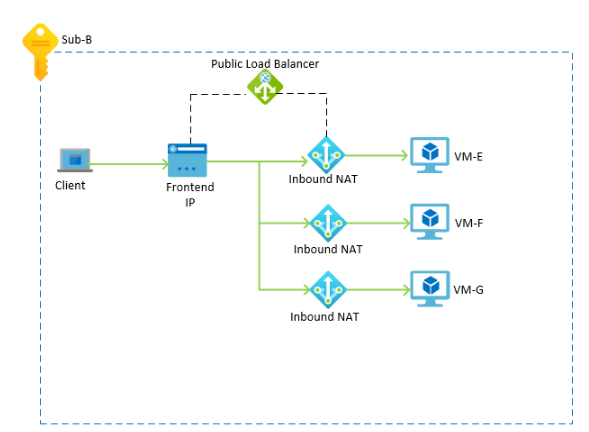 Sub-B
Public Load Balancer
Client
Frontend
IP
Inbound NAT
VM-E
Inbound NAT
VM-F
Inbound NAT
VM-G